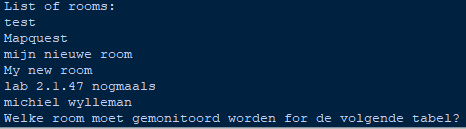 List of rooms:
test
Mapquest
mijn nieuwe room
My new room
lab 2.1.47 nogmaals
michiel wylleman
Welke room moet gemonitoord worden for de volgende tabel?